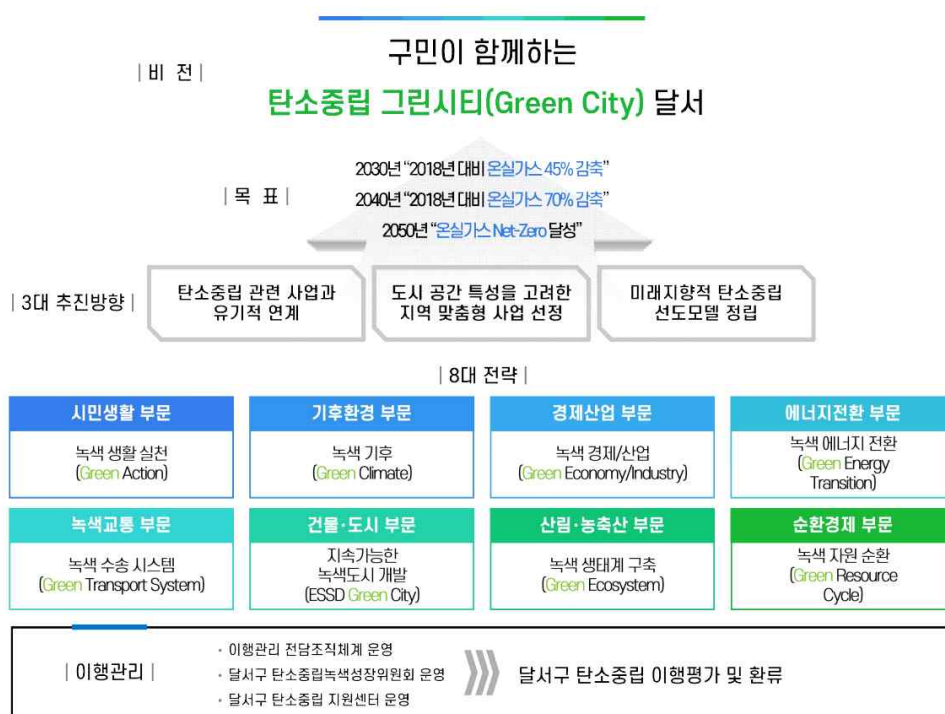 | 비 전 |
구민이 함께하는
탄소중립 그린시티(Green City) 달서
| 목 표 |
2030년 “2018년 대비 온실가스 45% 감축”
2040년 “2018년 대비 온실가스 70% 감축”
2050년 “온실가스 Net-Zero 달성”
| 3대 추진방향 |
탄소중립 관련 사업과
유기적 연계
도시 공간 특성을 고려한
지역 맞춤형 사업 선정
미래지향적 탄소중립
선도모델 정립
| 8대 전략 |
시민생활 부문
녹색 생활 실천
(Green Action)
기후환경 부문
녹색 기후
(Green Climate)
경제산업 부문
녹색 경제/산업
(Green Economy/Industry)
에너지전환 부문
녹색 에너지 전환
(Green Energy
Transition)
녹색교통 부문
녹색 수송 시스템
(Green Transport System)
건물·도시 부문
지속가능한
녹색도시 개발
(ESSD Green City)
산림·농축산 부문
녹색 생태계 구축
(Green Ecosystem)
순환경제 부문
녹색 자원 순환
(Green Resource
Cycle)
| 이행관리 |
· 이행관리 전담조직체계 운영
· 달서구 탄소중립녹색성장위원회 운영
· 달서구 탄소중립 지원센터 운영
달서구 탄소중립 이행평가 및 환류